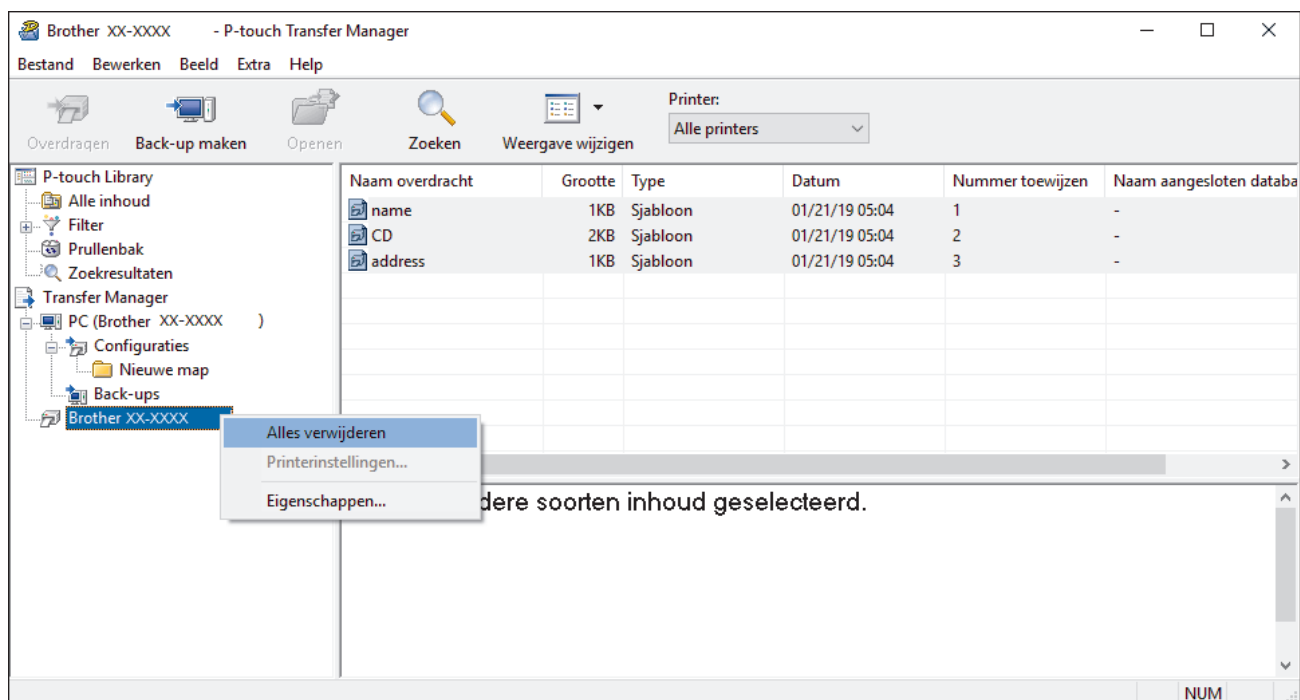 Brother XX-XXXX - P-touch Transfer Manager
Bestand Bewerken Beeld Extra Help
Overdragen Back-up maken Openen Zoeken Weergave wijzigen
Printer:
Alle printers
P-touch Library
Alle inhoud
Filter
Prullenbak
Zoekresultaten
Transfer Manager
PC (Brother XX-XXXX )
Configuraties
Nieuwe map
Back-ups
Brother XX-XXXX
Naam overdracht Grootte Type Datum Nummer toewijzen Naam aangesloten databa
name 1KB Sjabloon 01/21/19 05:04 1 -
CD 2KB Sjabloon 01/21/19 05:04 2 -
address 1KB Sjabloon 01/21/19 05:04 3 -
Alles verwijderen
Printerinstellingen...
Eigenschappen...
dere soorten inhoud geselecteerd.
NUM